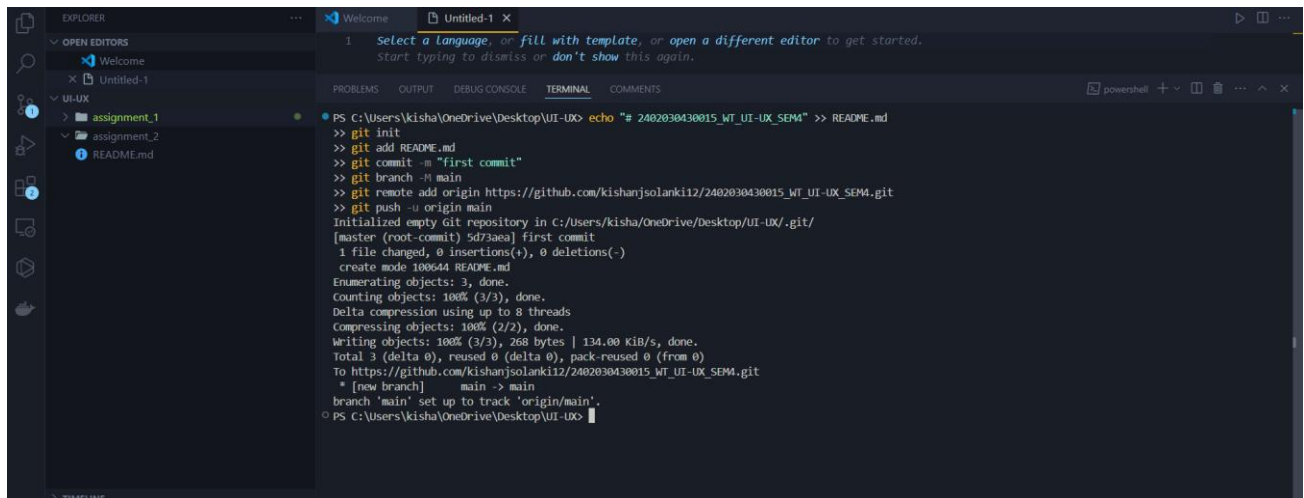 EXPLORER
...
OPEN EDITORS
Welcome
Untitled-1
UI-UX
assignment_1
assignment_2
README.md
1
2
Welcome
Untitled-1
1 Select a language, or fill with template, or open a different editor to get started.
Start typing to dismiss or don't show this again.
PROBLEMS OUTPUT DEBUG CONSOLE TERMINAL COMMENTS
powershell
PS C:\Users\kisha\OneDrive\Desktop\UI-UX> echo "# 2402030430015_WT_UI-UX_SEM4" >> README.md
>> git init
>> git add README.md
>> git commit -m "first commit"
>> git branch -M main
>> git remote add origin https://github.com/kishanjsolanki12/2402030430015_WT_UI-UX_SEM4.git
>> git push -u origin main
Initialized empty Git repository in C:/Users/kisha/OneDrive/Desktop/UI-UX/.git/
[master (root-commit) 5d73aea] first commit
1 file changed, 0 insertions(+), 0 deletions(-)
create mode 100644 README.md
Enumerating objects: 3, done.
Counting objects: 100% (3/3), done.
Delta compression using up to 8 threads
Compressing objects: 100% (2/2), done.
Writing objects: 100% (3/3), 268 bytes | 134.00 KiB/s, done.
Total 3 (delta 0), reused 0 (delta 0), pack-reused 0 (from 0)
To https://github.com/kishanjsolanki12/2402030430015_WT_UI-UX_SEM4.git
* [new branch] main -> main
branch 'main' set up to track 'origin/main'.
PS C:\Users\kisha\OneDrive\Desktop\UI-UX>